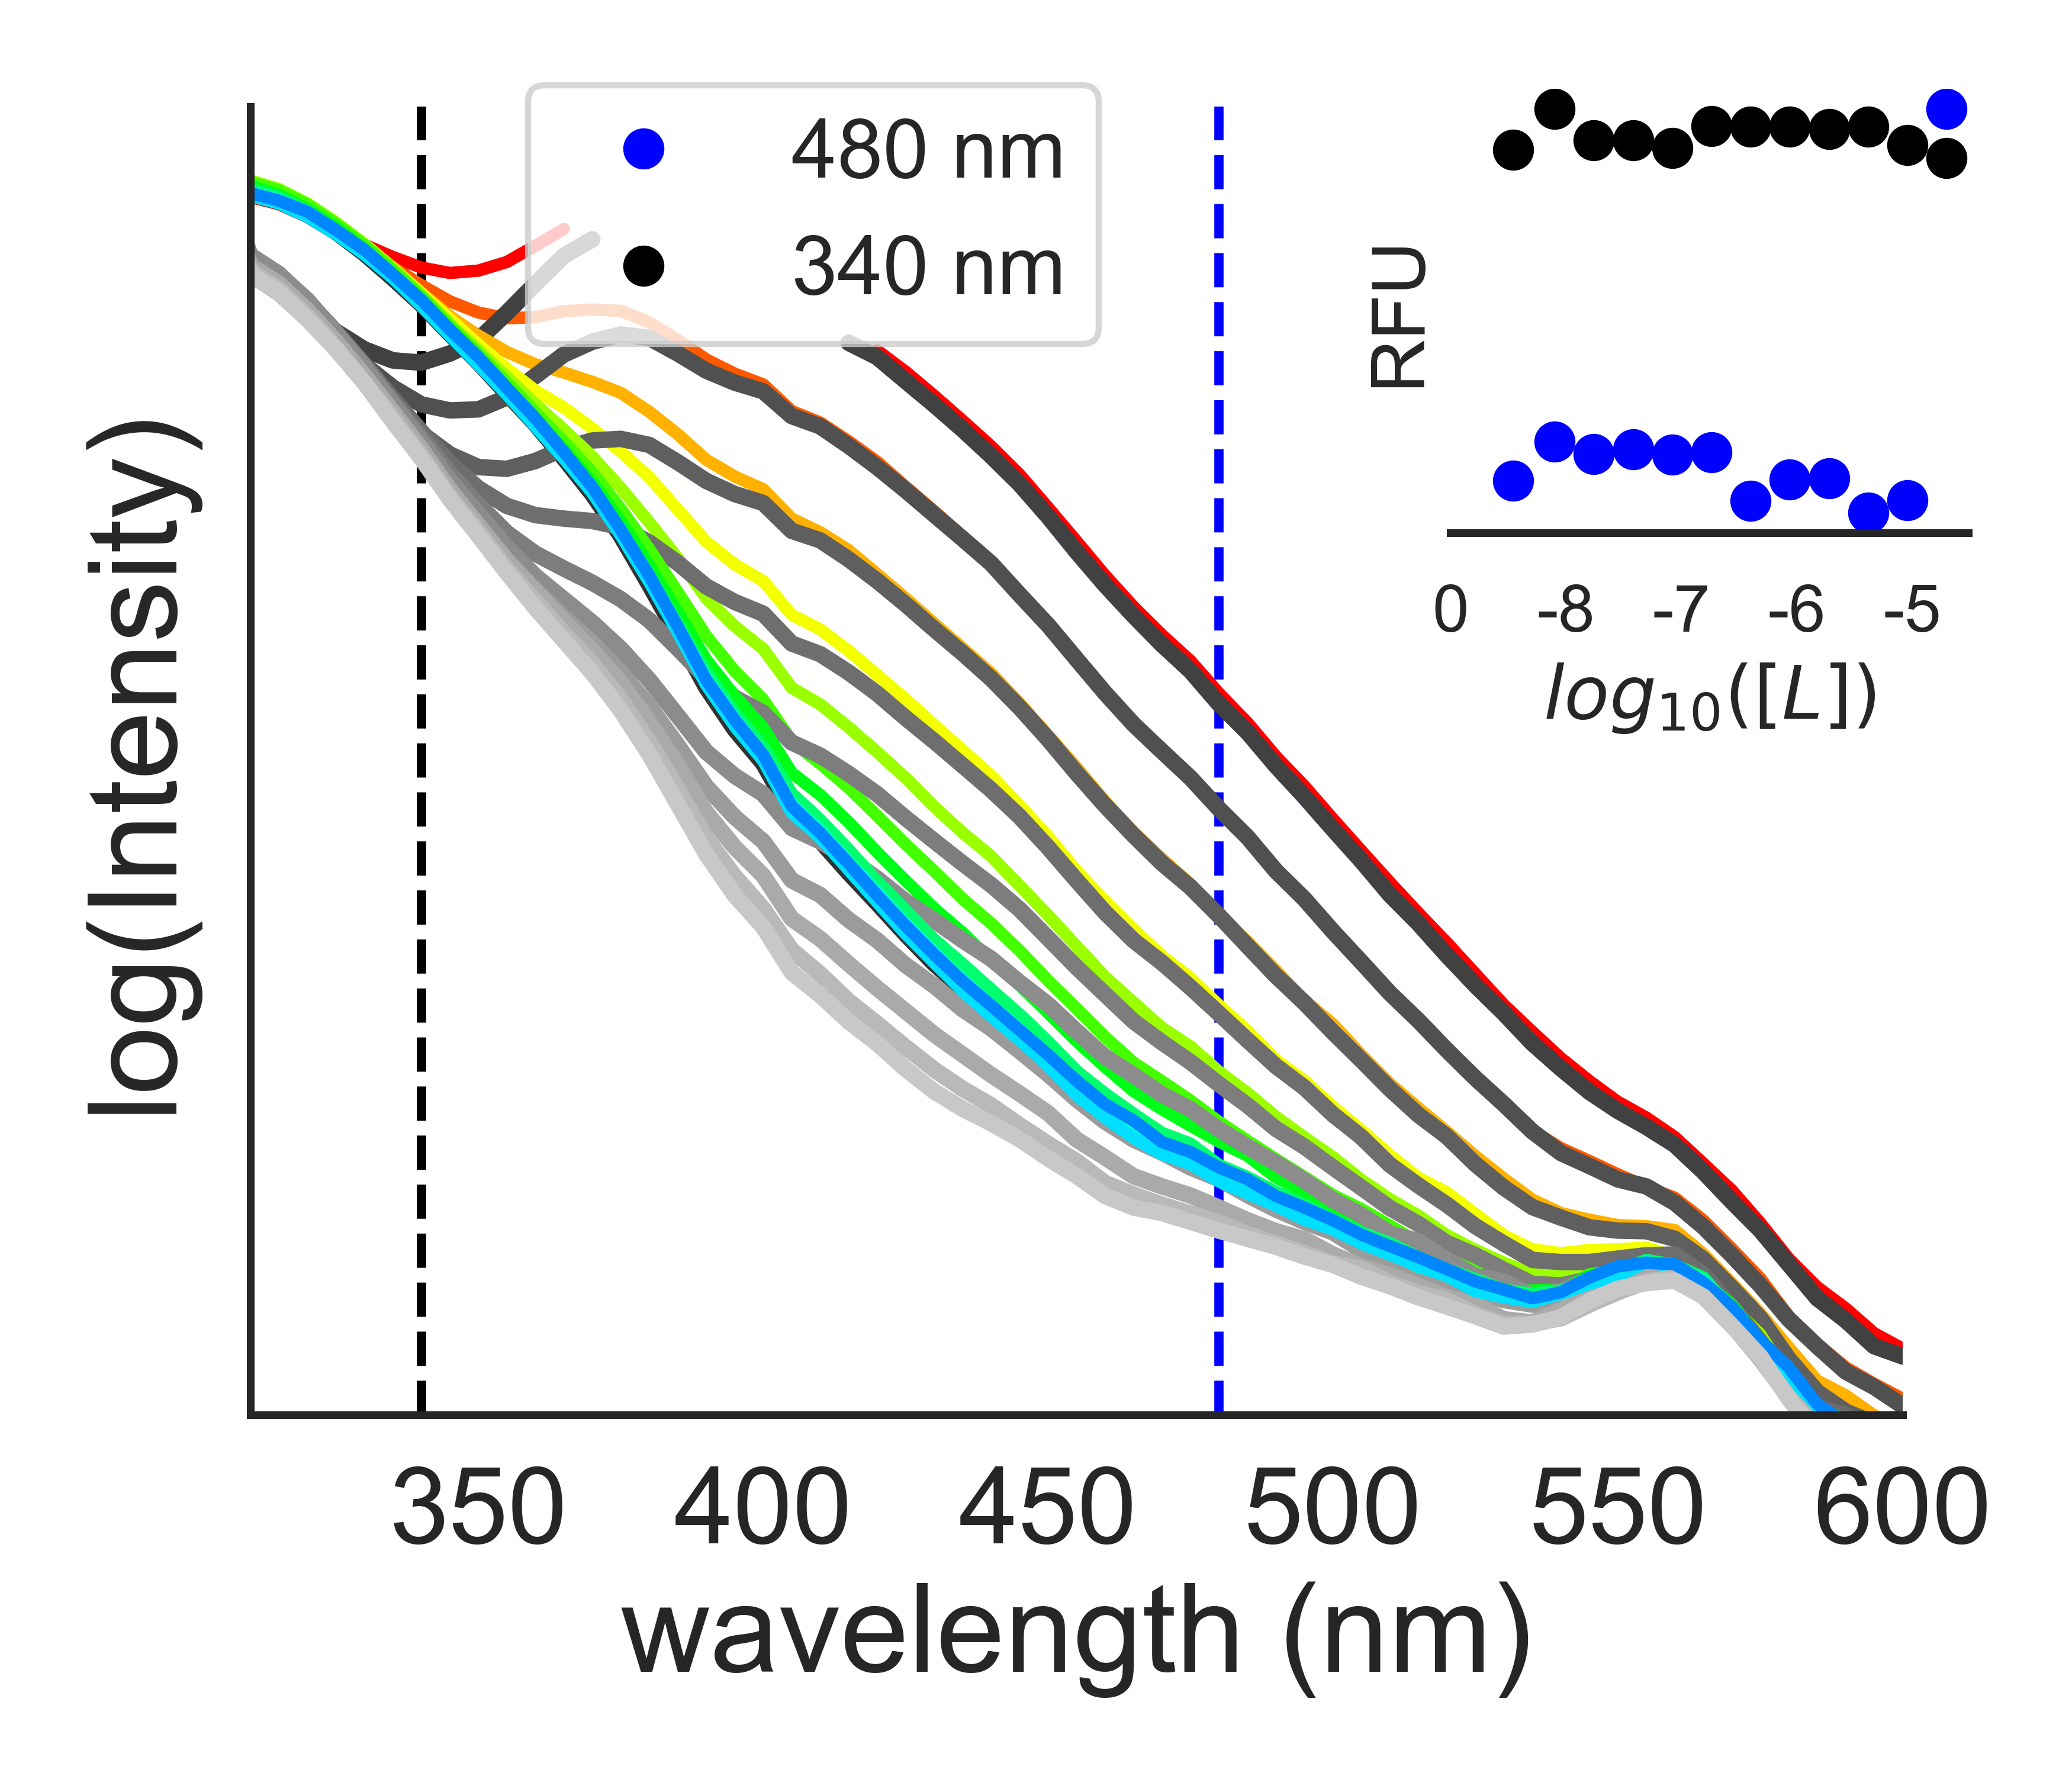 480 nm
340 nm
log(Intensity)
350 400 450 500 550 600
wavelength (nm)
RFU
0 -8 -7 -6 -5
log₁₀([L])